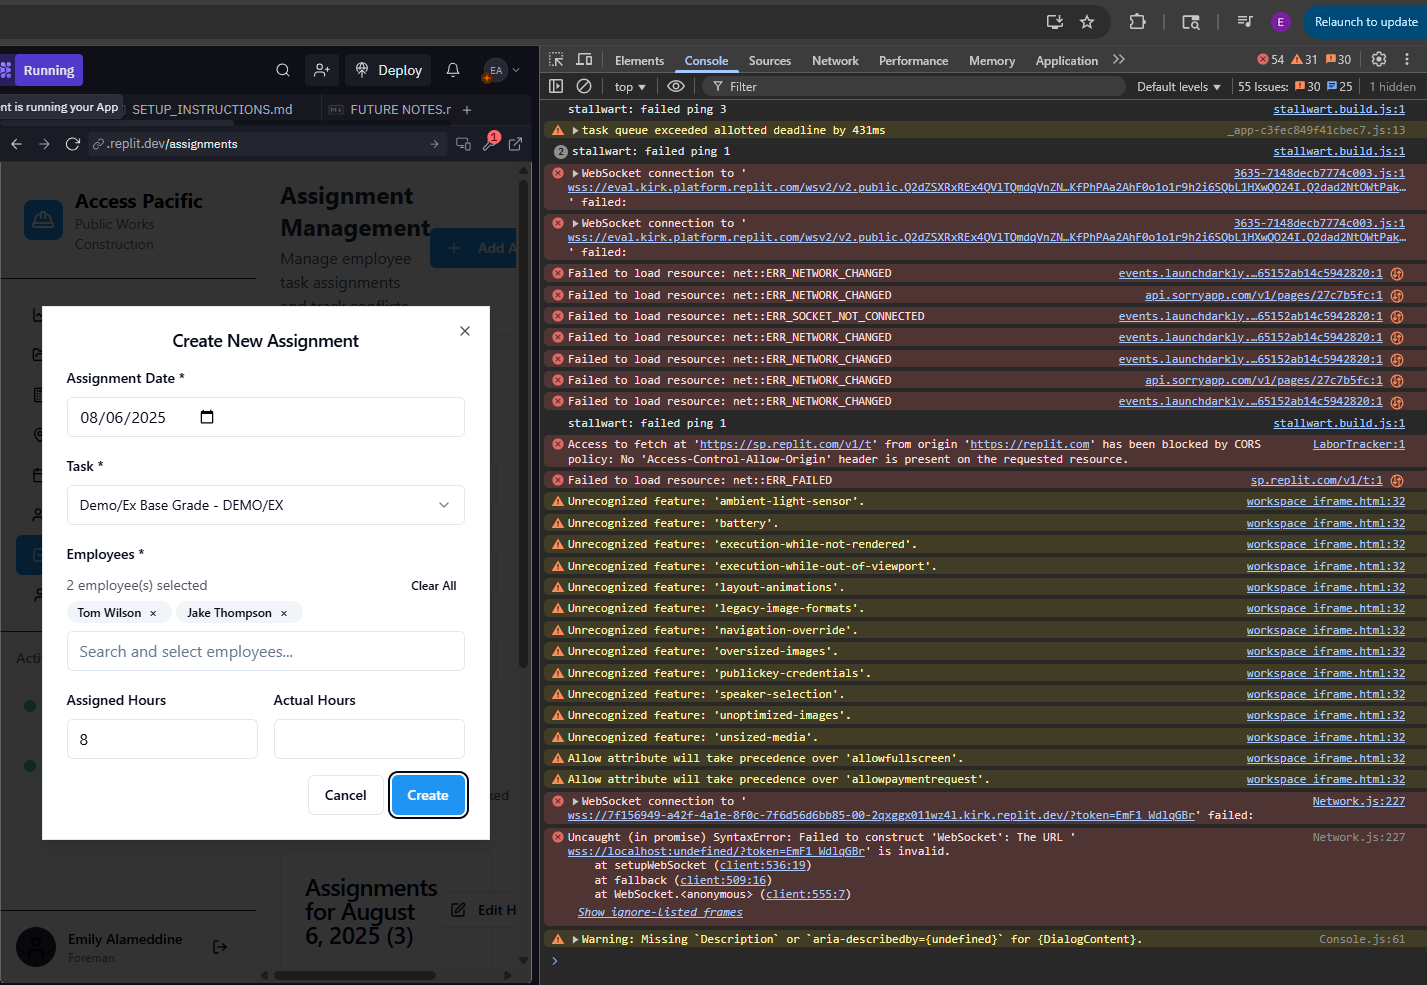 Relaunch to update
E
Running
Deploy
EA
nt is running your App
SETUP_INSTRUCTIONS.md
FUTURE NOTES.r
.replit.dev/assignments
1
Access Pacific
Public Works
Construction
Assignment
Management
Manage employee
task assignments
and track conflicts
Add A
Create New Assignment
Assignment Date *
08/06/2025
Task *
Demo/Ex Base Grade - DEMO/EX
Employees *
2 employee(s) selected
Clear All
Tom Wilson ×
Jake Thompson ×
Search and select employees...
Assigned Hours
Actual Hours
8
Cancel
Create
Acti
ked
Assignments
for August
6, 2025 (3)
Edit H
Emily Alameddine
Foreman
Elements
Console
Sources
Network
Performance
Memory
Application
54
31
30
top
Filter
Default levels
55 Issues:
30
25
1 hidden
stallwart: failed ping 3 stallwart.build.js:1
task queue exceeded allotted deadline by 431ms _app-c3fec849f41cbec7.js:13
2 stallwart: failed ping 1 stallwart.build.js:1
WebSocket connection to ' 3635-7148decb7774c003.js:1
wss://eval.kirk.platform.replit.com/wsv2/v2.public.Q2dZSXRxREx4QVlTQmdqVnZN…KfPhPAa2AhF0o1o1r9h2i6SQbL1HXwQO24I.Q2dad2NtOWtPak…
' failed:
WebSocket connection to ' 3635-7148decb7774c003.js:1
wss://eval.kirk.platform.replit.com/wsv2/v2.public.Q2dZSXRxREx4QVlTQmdqVnZN…KfPhPAa2AhF0o1o1r9h2i6SQbL1HXwQO24I.Q2dad2NtOWtPak…
' failed:
Failed to load resource: net::ERR_NETWORK_CHANGED events.launchdarkly.…65152ab14c5942820:1
Failed to load resource: net::ERR_NETWORK_CHANGED api.sorryapp.com/v1/pages/27c7b5fc:1
Failed to load resource: net::ERR_SOCKET_NOT_CONNECTED events.launchdarkly.…65152ab14c5942820:1
Failed to load resource: net::ERR_NETWORK_CHANGED events.launchdarkly.…65152ab14c5942820:1
Failed to load resource: net::ERR_NETWORK_CHANGED events.launchdarkly.…65152ab14c5942820:1
Failed to load resource: net::ERR_NETWORK_CHANGED api.sorryapp.com/v1/pages/27c7b5fc:1
Failed to load resource: net::ERR_NETWORK_CHANGED events.launchdarkly.…65152ab14c5942820:1
stallwart: failed ping 1 stallwart.build.js:1
Access to fetch at 'https://sp.replit.com/v1/t' from origin 'https://replit.com' has been blocked by CORS LaborTracker:1
policy: No 'Access-Control-Allow-Origin' header is present on the requested resource.
Failed to load resource: net::ERR_FAILED sp.replit.com/v1/t:1
Unrecognized feature: 'ambient-light-sensor'. workspace_iframe.html:32
Unrecognized feature: 'battery'. workspace_iframe.html:32
Unrecognized feature: 'execution-while-not-rendered'. workspace_iframe.html:32
Unrecognized feature: 'execution-while-out-of-viewport'. workspace_iframe.html:32
Unrecognized feature: 'layout-animations'. workspace_iframe.html:32
Unrecognized feature: 'legacy-image-formats'. workspace_iframe.html:32
Unrecognized feature: 'navigation-override'. workspace_iframe.html:32
Unrecognized feature: 'oversized-images'. workspace_iframe.html:32
Unrecognized feature: 'publickey-credentials'. workspace_iframe.html:32
Unrecognized feature: 'speaker-selection'. workspace_iframe.html:32
Unrecognized feature: 'unoptimized-images'. workspace_iframe.html:32
Unrecognized feature: 'unsized-media'. workspace_iframe.html:32
Allow attribute will take precedence over 'allowfullscreen'. workspace_iframe.html:32
Allow attribute will take precedence over 'allowpaymentrequest'. workspace_iframe.html:32
WebSocket connection to ' Network.js:227
wss://7f156949-a42f-4a1e-8f0c-7f6d56d6bb85-00-2qxggx011wz4l.kirk.replit.dev/?token=EmF1_WdlqGBr' failed:
Uncaught (in promise) SyntaxError: Failed to construct 'WebSocket': The URL ' Network.js:227
wss://localhost:undefined/?token=EmF1_WdlqGBr' is invalid.
at setupWebSocket (client:536:19)
at fallback (client:509:16)
at WebSocket.<anonymous> (client:555:7)
Show ignore-listed frames
Warning: Missing `Description` or `aria-describedby={undefined}` for {DialogContent}. Console.js:61